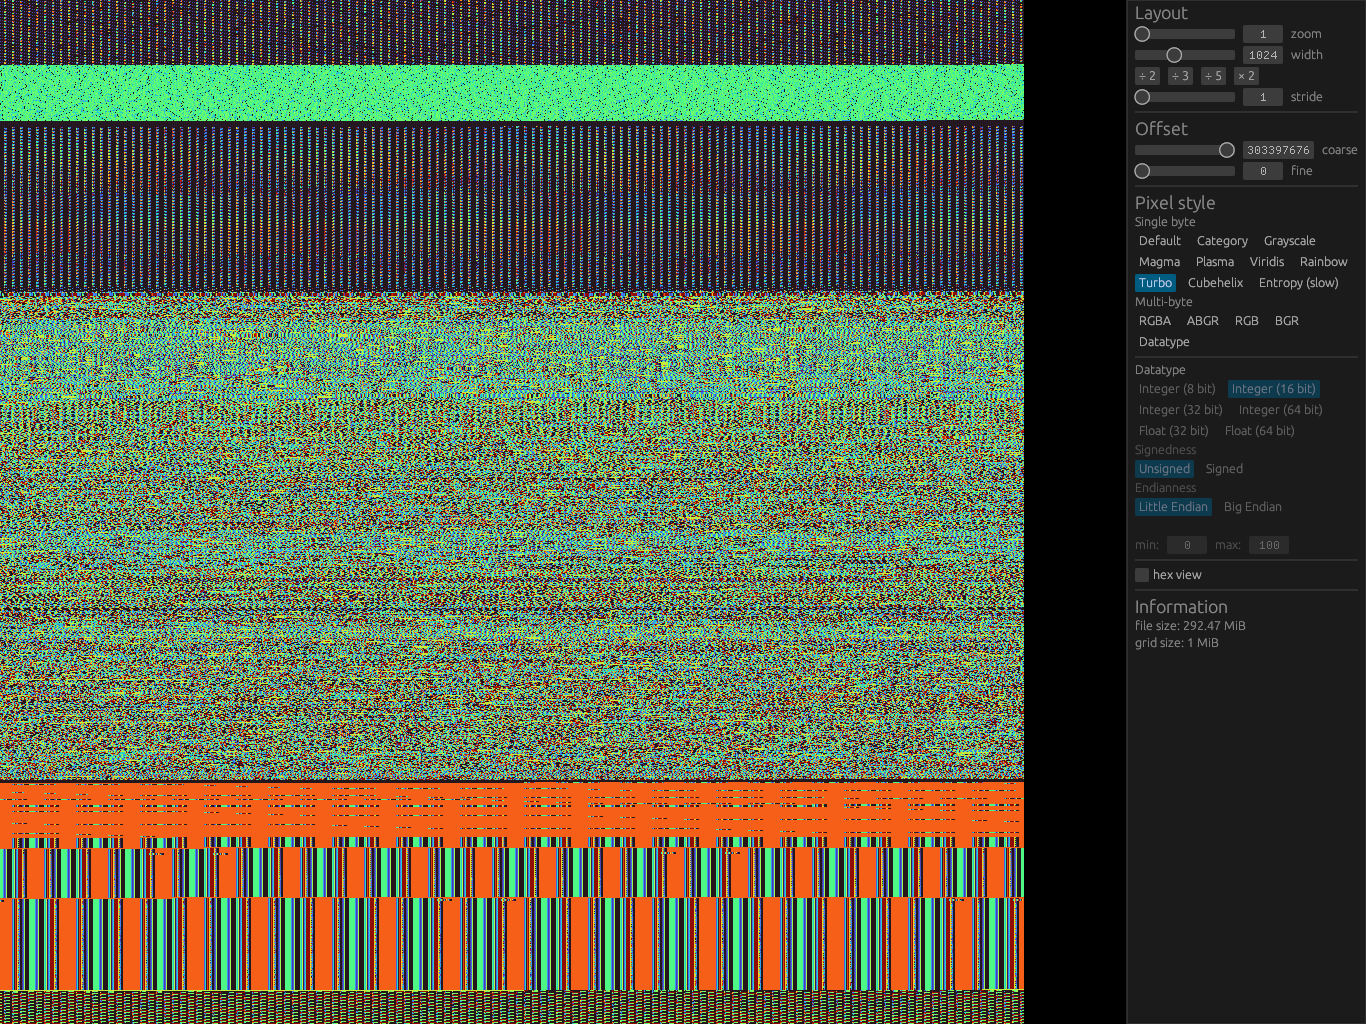 Layout
1 zoom
1024 width
÷2 ÷3 ÷5 ×2
1 stride
Offset
303397676 coarse
0 fine
Pixel style
Single byte
Default Category Grayscale
Magma Plasma Viridis Rainbow
Turbo Cubehelix Entropy (slow)
Multi-byte
RGBA ABGR RGB BGR
Datatype
Datatype
Integer (8 bit) Integer (16 bit)
Integer (32 bit) Integer (64 bit)
Float (32 bit) Float (64 bit)
Signedness
Unsigned Signed
Endianness
Little Endian Big Endian
min: 0 max: 100
hex view
Information
file size: 292.47 MiB
grid size: 1 MiB